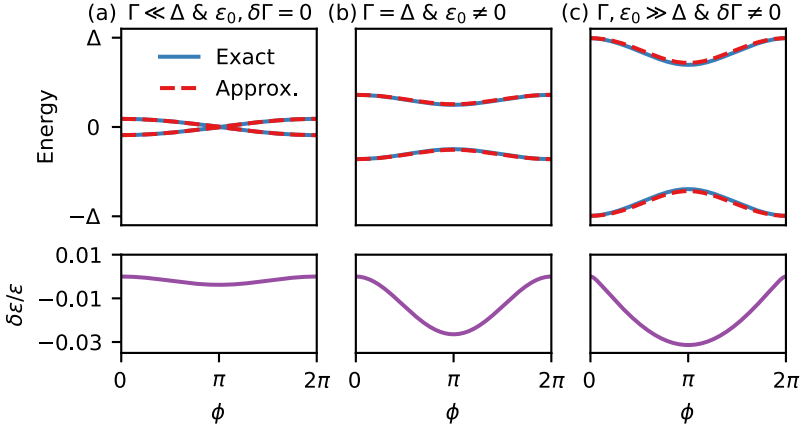 (a) Γ ≪ Δ & ε₀, δΓ = 0
(b) Γ = Δ & ε₀ ≠ 0
(c) Γ, ε₀ ≫ Δ & δΓ ≠ 0
Δ
0
−Δ
Energy
Exact
Approx.
0.01
−0.01
−0.03
δε/ε
0
π
2π
ϕ
0
π
2π
ϕ
0
π
2π
ϕ